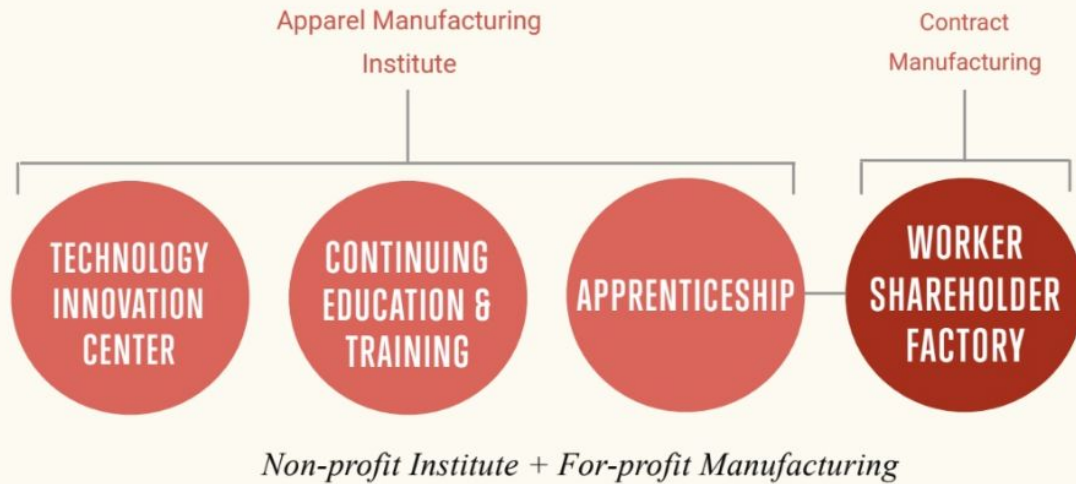 Apparel Manufacturing
Institute
Contract
Manufacturing
TECHNOLOGY
INNOVATION
CENTER
CONTINUING
EDUCATION &
TRAINING
APPRENTICESHIP
WORKER
SHAREHOLDER
FACTORY
Non-profit Institute + For-profit Manufacturing